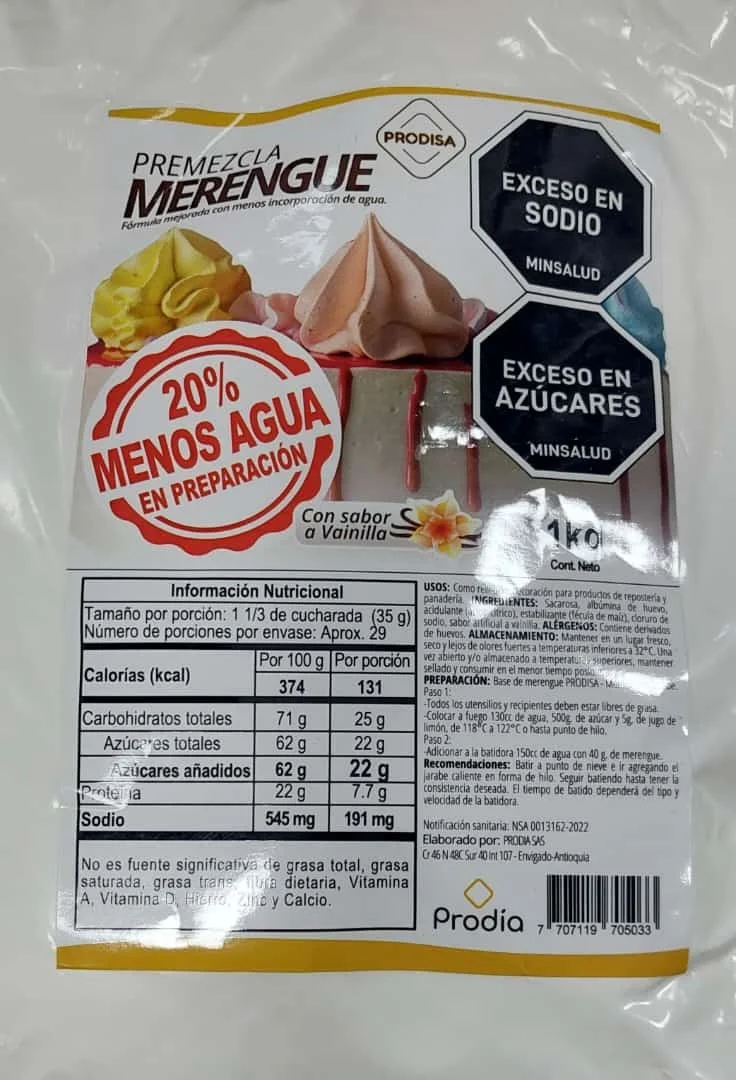 PRODISA
PREMEZCLA
MERENGUE
Fórmula mejorada con menos incorporación de agua.
EXCESO EN
SODIO
MINSALUD
EXCESO EN
AZÚCARES
MINSALUD
20%
MENOS AGUA
EN PREPARACIÓN
Con sabor
a Vainilla
1kg
Cont. Neto
Información Nutricional
Tamaño por porción: 1 1/3 de cucharada (35 g)
Número de porciones por envase: Aprox. 29
Calorías (kcal)
Por 100 g Por porción
374 131
Carbohidratos totales 71 g 25 g
Azúcares totales 62 g 22 g
Azúcares añadidos 62 g 22 g
Proteína 22 g 7.7 g
Sodio 545 mg 191 mg
No es fuente significativa de grasa total, grasa
saturada, grasa trans, fibra dietaria, Vitamina
A, Vitamina D, Hierro, Zinc y Calcio.
USOS: Como decoración para productos de repostería y
panadería. INGREDIENTES: Sacarosa, albúmina de huevo,
acidulante cítrico), estabilizante (fécula de maíz), cloruro de
sodio, sabor artificial a vainilla. ALÉRGENOS: Contiene derivados
de huevos. ALMACENAMIENTO: Mantener en un lugar fresco,
seco y lejos de olores fuertes a temperaturas inferiores a 32°C. Una
vez abierto y/o almacenado a temperaturas superiores, mantener
sellado y consumir en el menor tiempo
PREPARACIÓN: Base de merengue PRODISA -
Paso 1:
-Todos los utensilios y recipientes deben estar libres de grasa.
-Colocar a fuego 130cc de agua, 500g. de azúcar y 5g. de jugo de
limón, de 118°C a 122°C o hasta punto de hilo.
Paso 2:
-Adicionar a la batidora 150cc de agua con 40 g. de merengue.
Recomendaciones: Batir a punto de nieve e ir agregando el
jarabe caliente en forma de hilo. Seguir batiendo hasta tener la
consistencia deseada. El tiempo de batido dependerá del tipo y
velocidad de la batidora.
Notificación sanitaria: NSA 0013162-2022
Elaborado por: PRODIA SAS
Cr 46 N 48C Sur 40 Int 107 - Envigado-Antioquia
Prodia
7 707119 705033